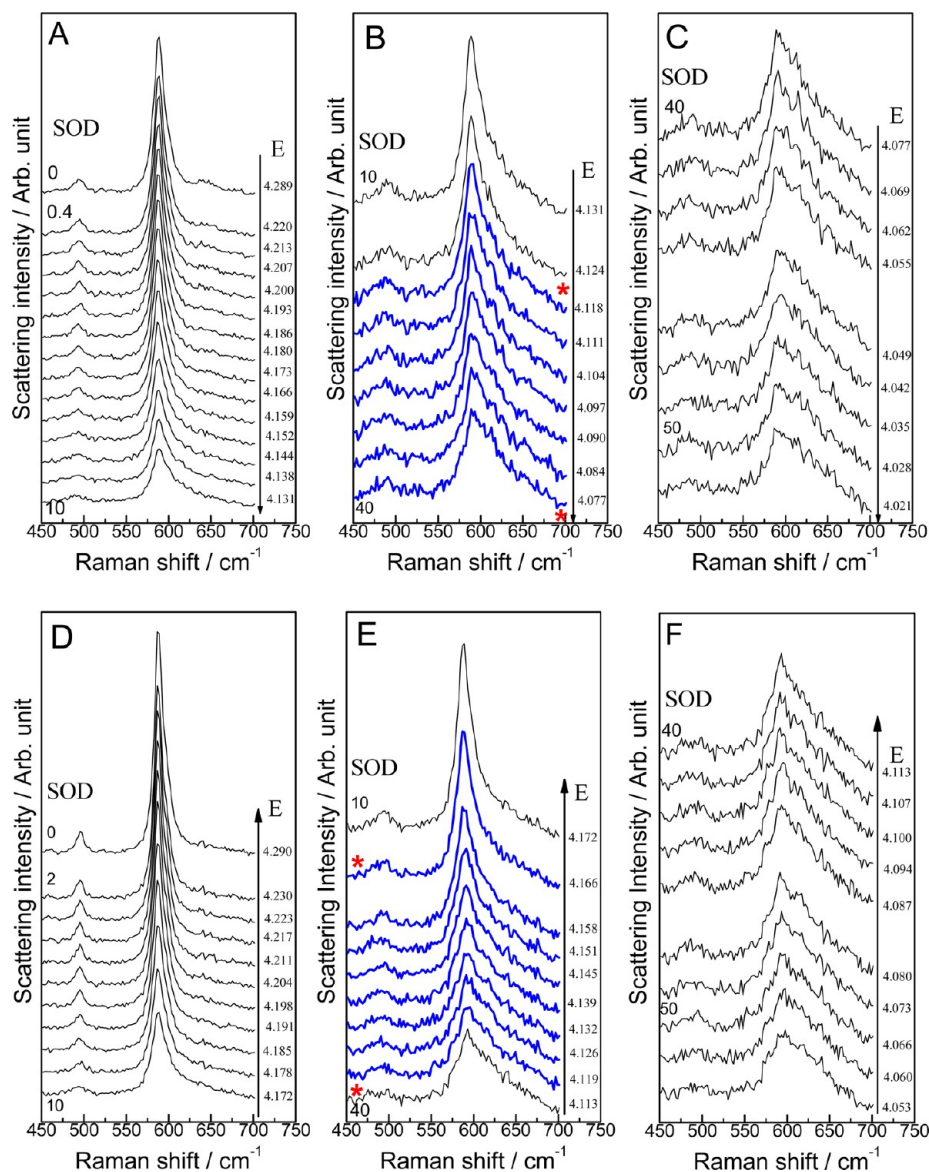 A
Scattering intensity / Arb. unit
SOD
E
0
4.289
0.4
4.220
4.213
4.207
4.200
4.193
4.186
4.180
4.173
4.166
4.159
4.152
4.144
4.138
10
4.131
450 500 550 600 650 700 750
Raman shift / cm⁻¹
B
Scattering intensity / Arb. unit
SOD
E
10
4.131
4.124
*
4.118
4.111
4.104
4.097
4.090
4.084
40
4.077
*
450 500 550 600 650 700 750
Raman shift / cm⁻¹
C
Scattering intensity / Arb. unit
SOD
40
E
4.077
4.069
4.062
4.055
4.049
4.042
4.035
50
4.028
4.021
450 500 550 600 650 700 750
Raman shift / cm⁻¹
D
Scattering Intensity / Arb. unit
SOD
E
0
4.290
2
4.230
4.223
4.217
4.211
4.204
4.198
4.191
4.185
4.178
4.172
10
450 500 550 600 650 700 750
Raman shift / cm⁻¹
E
Scattering Intensity / Arb. unit
SOD
E
10
4.172
*
4.166
4.158
4.151
4.145
4.139
4.132
4.126
4.119
*
4.113
40
450 500 550 600 650 700 750
Raman shift / cm⁻¹
F
Scattering Intensity / Arb. unit
SOD
40
E
4.113
4.107
4.100
4.094
4.087
4.080
4.073
50
4.066
4.060
4.053
450 500 550 600 650 700 750
Raman shift / cm⁻¹